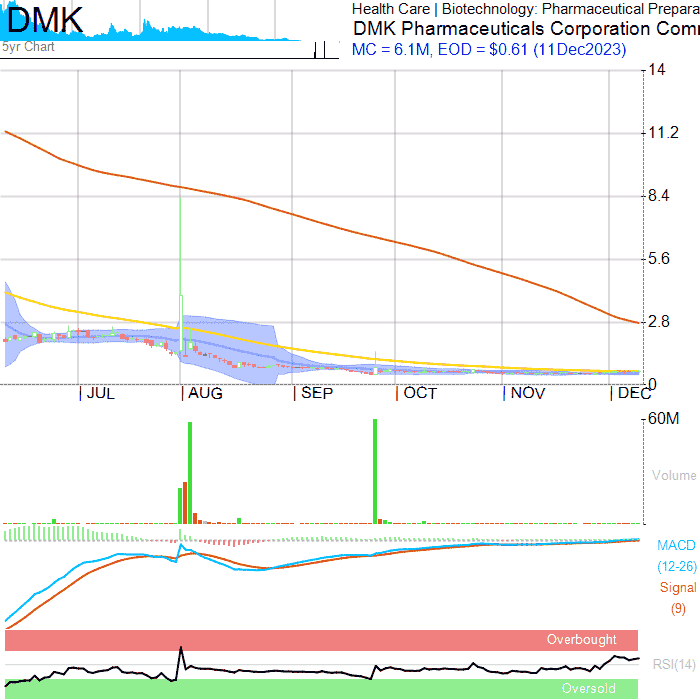 DMK
5yr Chart
Health Care | Biotechnology: Pharmaceutical Prepara
DMK Pharmaceuticals Corporation Com
MC = 6.1M, EOD = $0.61 (11Dec2023)
14
11.2
8.4
5.6
2.8
0
JUL AUG SEP OCT NOV DEC
60M
Volume
MACD
(12-26)
Signal
(9)
Overbought
RSI(14)
Oversold